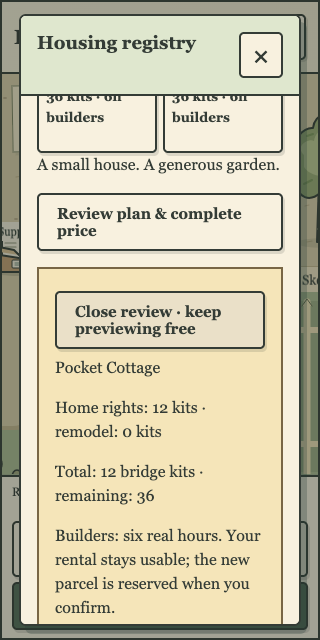 Housing registry
×
builders
builders
A small house. A generous garden.
Review plan & complete
price
Close review · keep
previewing free
Pocket Cottage
Home rights: 12 kits ·
remodel: 0 kits
Total: 12 bridge kits ·
remaining: 36
Builders: six real hours. Your
rental stays usable; the new
parcel is reserved when you
confirm.